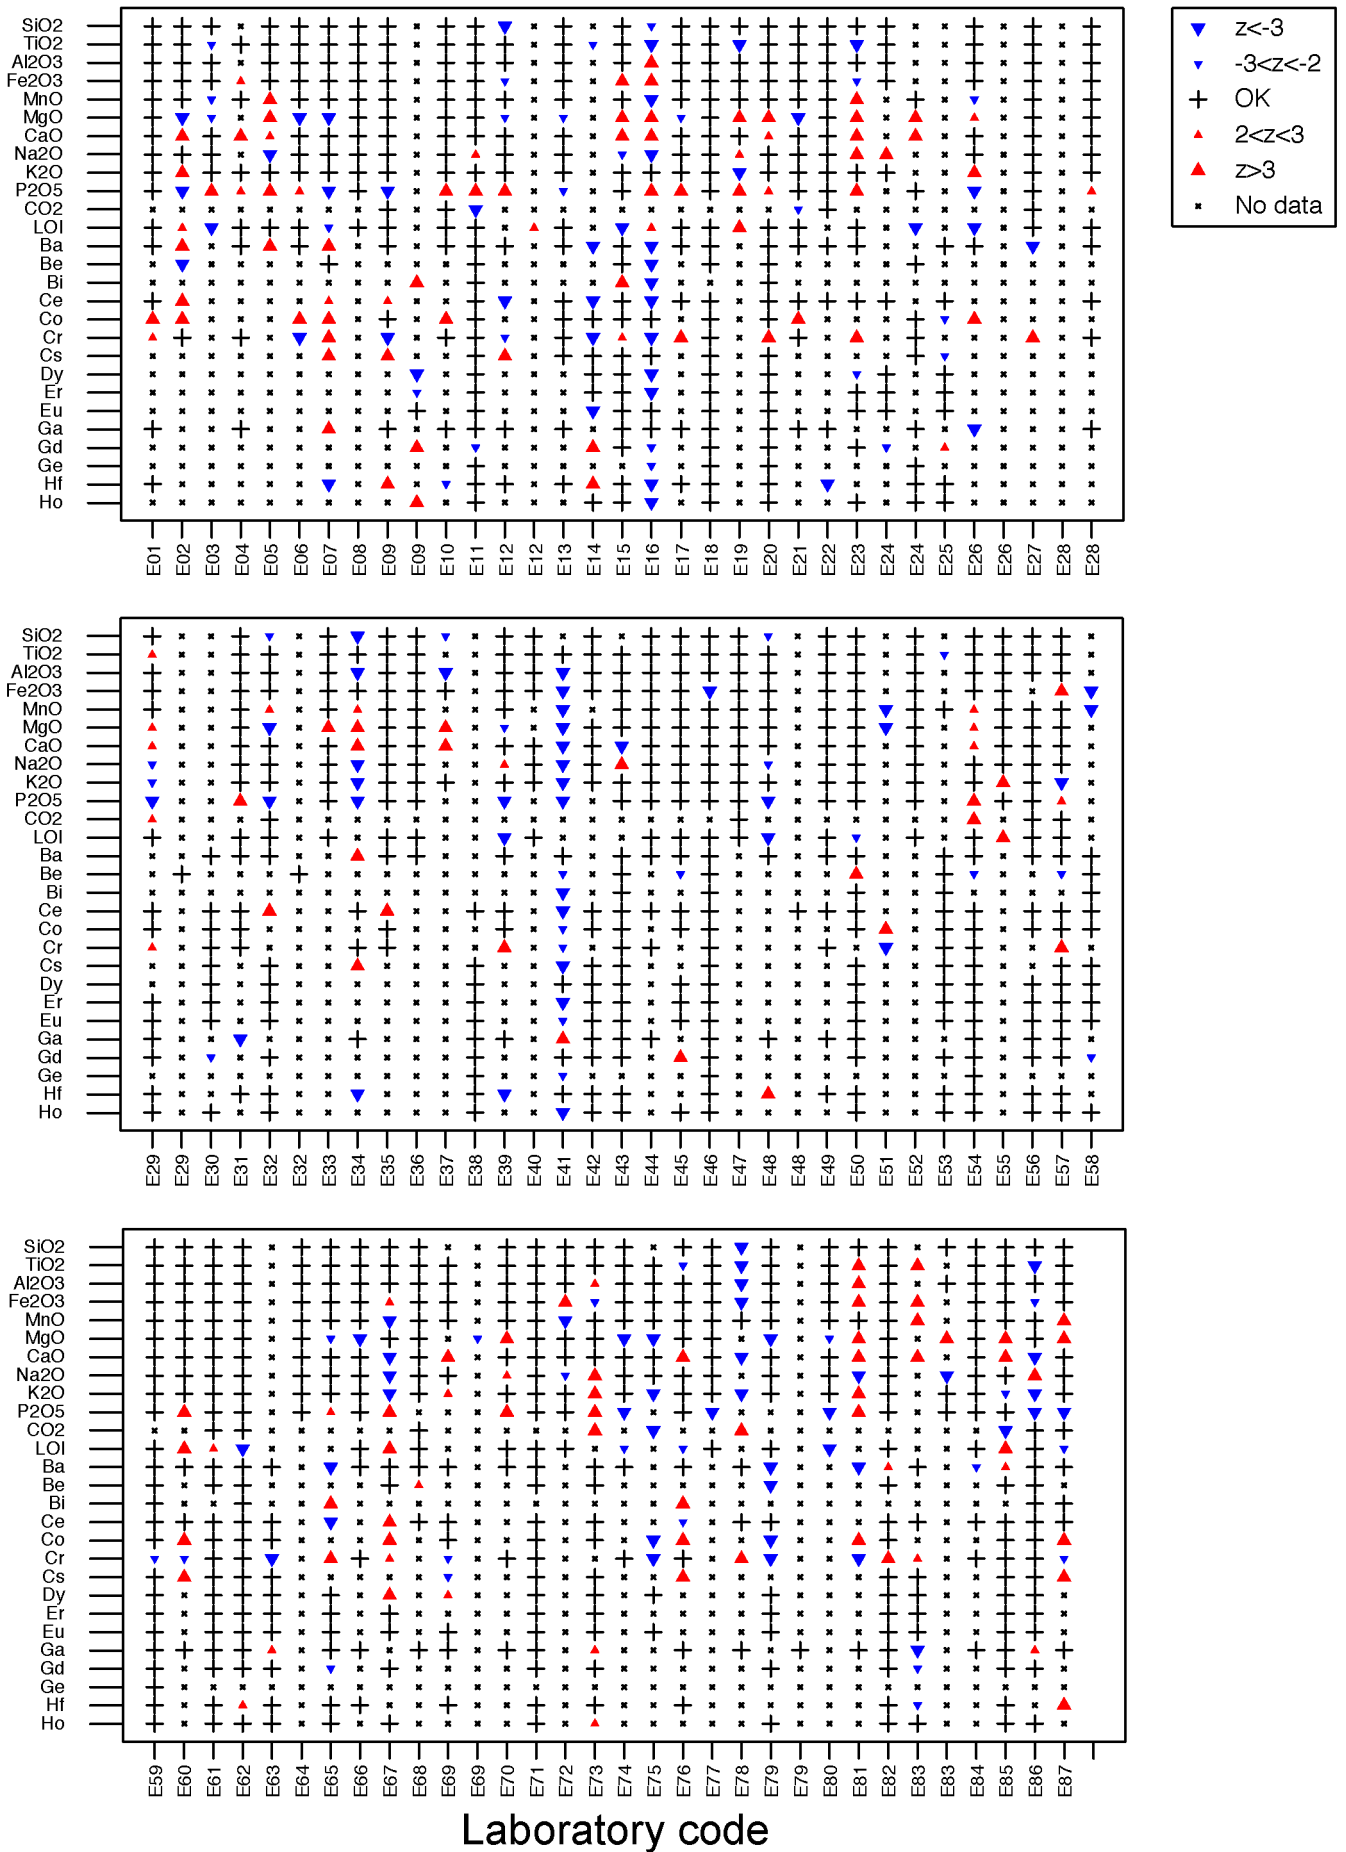 SiO2
TiO2
Al2O3
Fe2O3
MnO
MgO
CaO
Na2O
K2O
P2O5
CO2
LOI
Ba
Be
Bi
Ce
Co
Cr
Cs
Dy
Er
Eu
Ga
Gd
Ge
Hf
Ho
E01 E02 E03 E04 E05 E06 E07 E08 E09 E09 E10 E11 E12 E12 E13 E14 E15 E16 E17 E18 E19 E20 E21 E22 E23 E24 E24 E25 E26 E26 E27 E28 E28
z<-3
-3<z<-2
OK
2<z<3
z>3
No data
SiO2
TiO2
Al2O3
Fe2O3
MnO
MgO
CaO
Na2O
K2O
P2O5
CO2
LOI
Ba
Be
Bi
Ce
Co
Cr
Cs
Dy
Er
Eu
Ga
Gd
Ge
Hf
Ho
E29 E29 E30 E31 E32 E32 E33 E34 E35 E36 E37 E38 E39 E40 E41 E42 E43 E44 E45 E46 E47 E48 E48 E49 E50 E51 E52 E53 E54 E55 E56 E57 E58
SiO2
TiO2
Al2O3
Fe2O3
MnO
MgO
CaO
Na2O
K2O
P2O5
CO2
LOI
Ba
Be
Bi
Ce
Co
Cr
Cs
Dy
Er
Eu
Ga
Gd
Ge
Hf
Ho
E59 E60 E61 E62 E63 E64 E65 E66 E67 E68 E69 E69 E70 E71 E72 E73 E74 E75 E76 E77 E78 E79 E79 E80 E81 E82 E83 E83 E84 E85 E86 E87
Laboratory code